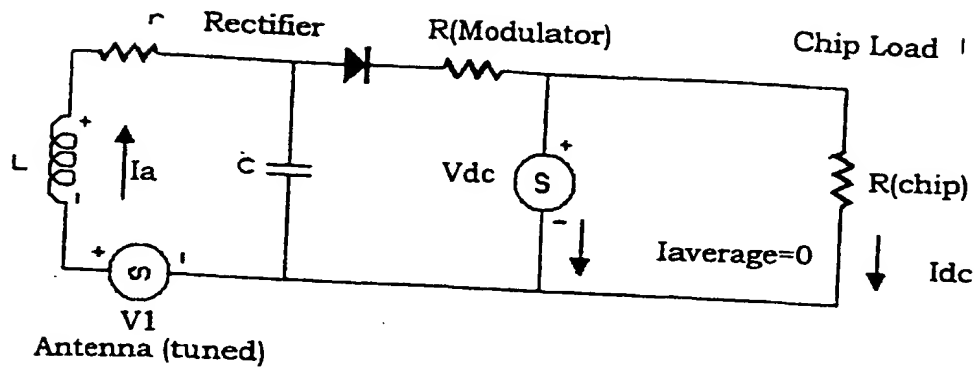 r Rectifier R(Modulator) Chip Load
L + Ia C Vdc + S R(chip)
-
-
+ S - Iaverage=0 Idc
V1
Antenna (tuned)